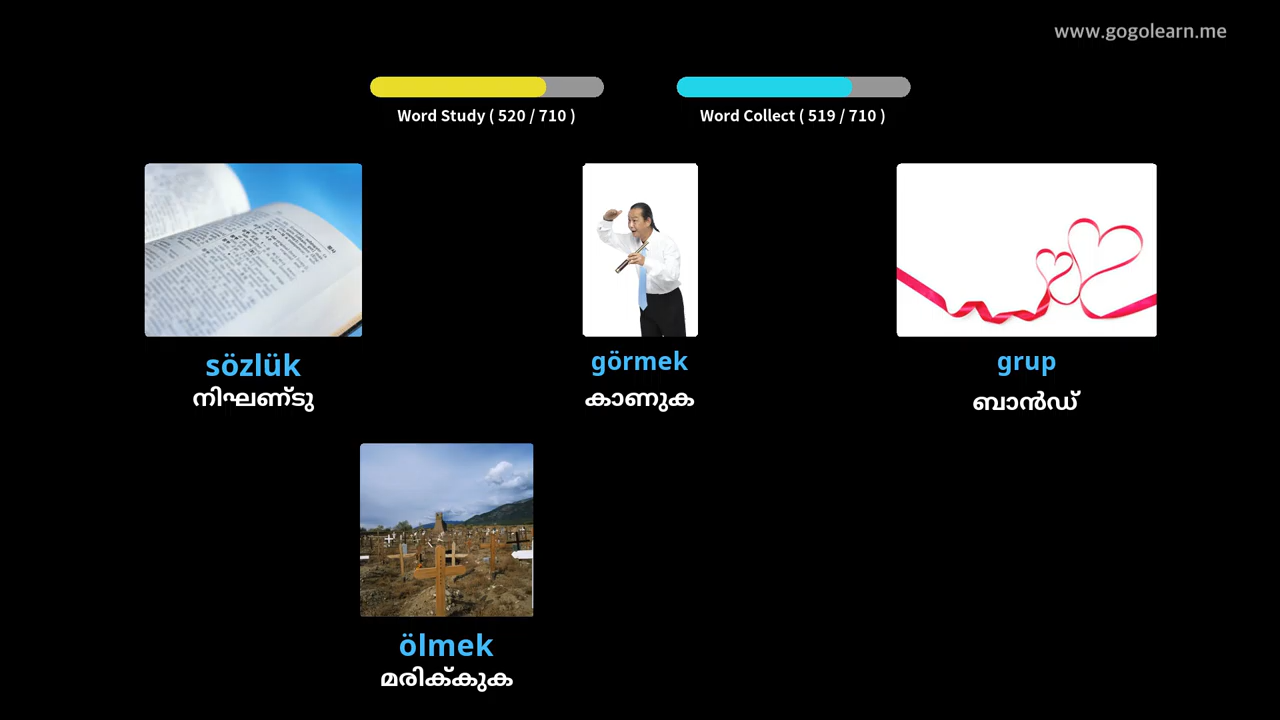 www.gogolearn.me
Word Study ( 520 / 710 )
Word Collect ( 519 / 710 )
sözlük
നിഘണ്ടു
görmek
കാണുക
grup
ബാൻഡ്
ölmek
മരിക്കുക